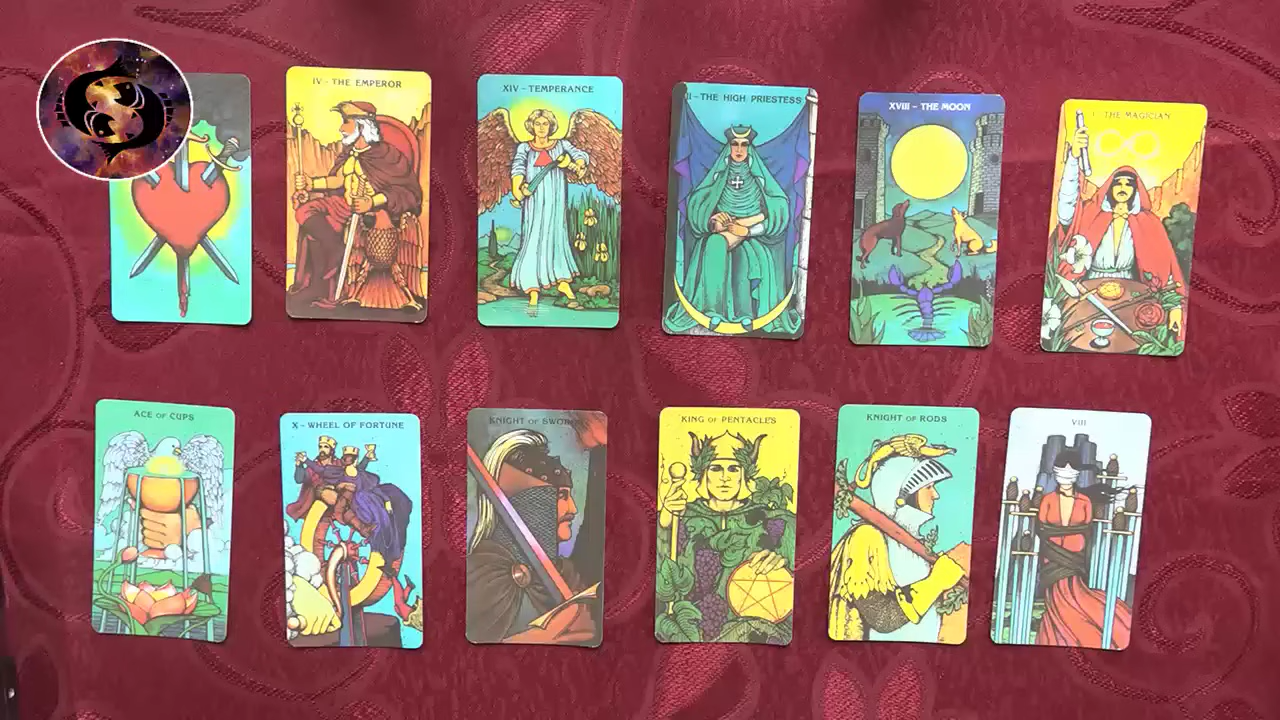 IV - THE EMPEROR
XIV - TEMPERANCE
II - THE HIGH PRIESTESS
XVIII - THE MOON
I - THE MAGICIAN
ACE OF CUPS
X - WHEEL OF FORTUNE
KNIGHT OF SWORDS
KING OF PENTACLES
KNIGHT OF RODS
VIII